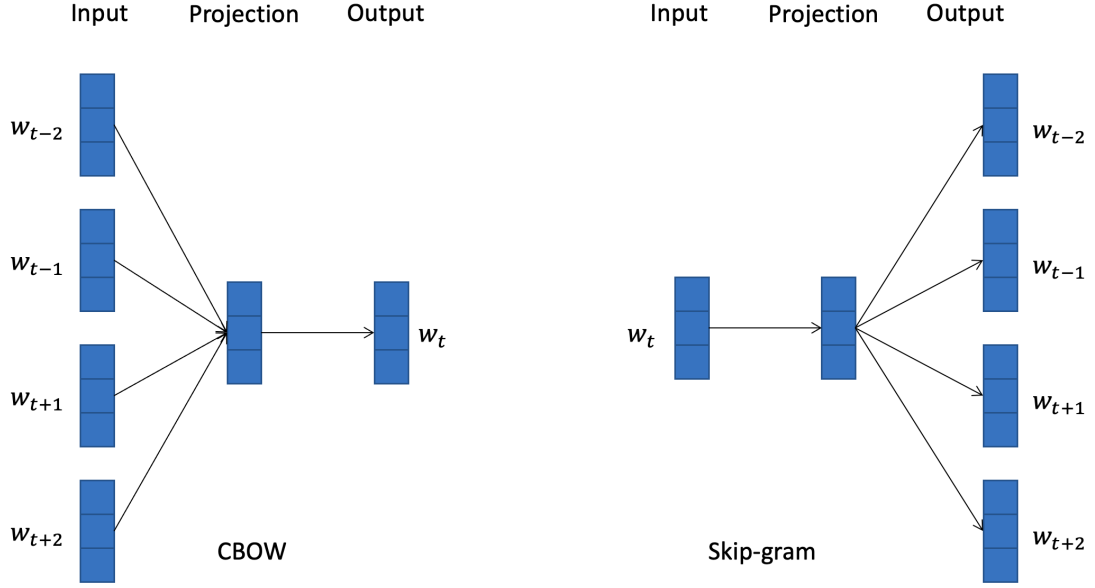 Input Projection Output
w_{t-2}
w_{t-1}
w_{t+1}
w_{t+2}
w_t
CBOW
Input Projection Output
w_t
w_{t-2}
w_{t-1}
w_{t+1}
w_{t+2}
Skip-gram